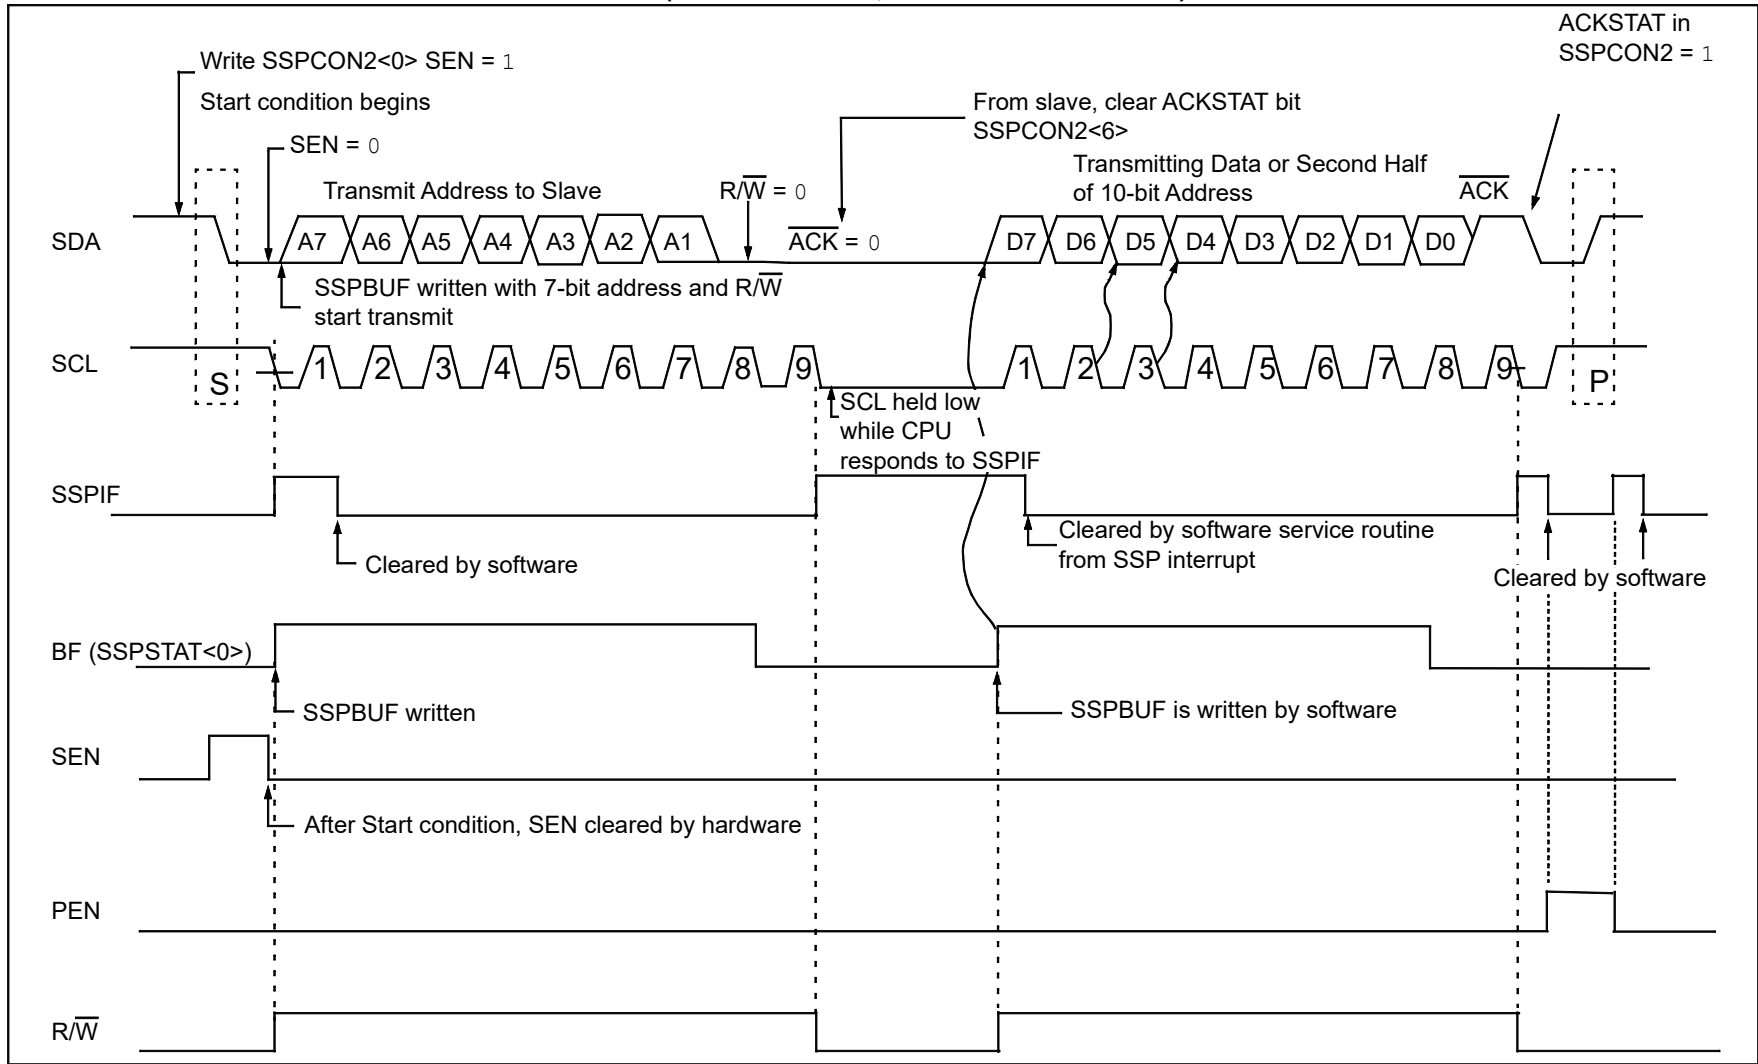 ACKSTAT in
SSPCON2 = 1
Write SSPCON2<0> SEN = 1
Start condition begins
From slave, clear ACKSTAT bit
SSPCON2<6>
SEN = 0
Transmitting Data or Second Half
of 10-bit Address
Transmit Address to Slave
R/W̅ = 0
A̅C̅K̅
SDA
A7 A6 A5 A4 A3 A2 A1
A̅C̅K̅ = 0
D7 D6 D5 D4 D3 D2 D1 D0
SSPBUF written with 7-bit address and R/W̅
start transmit
SCL
S
1 2 3 4 5 6 7 8 9
1 2 3 4 5 6 7 8 9
P
SCL held low
while CPU
responds to SSPIF
SSPIF
Cleared by software
Cleared by software service routine
from SSP interrupt
Cleared by software
BF (SSPSTAT<0>)
SSPBUF written
SSPBUF is written by software
SEN
After Start condition, SEN cleared by hardware
PEN
R/W̅